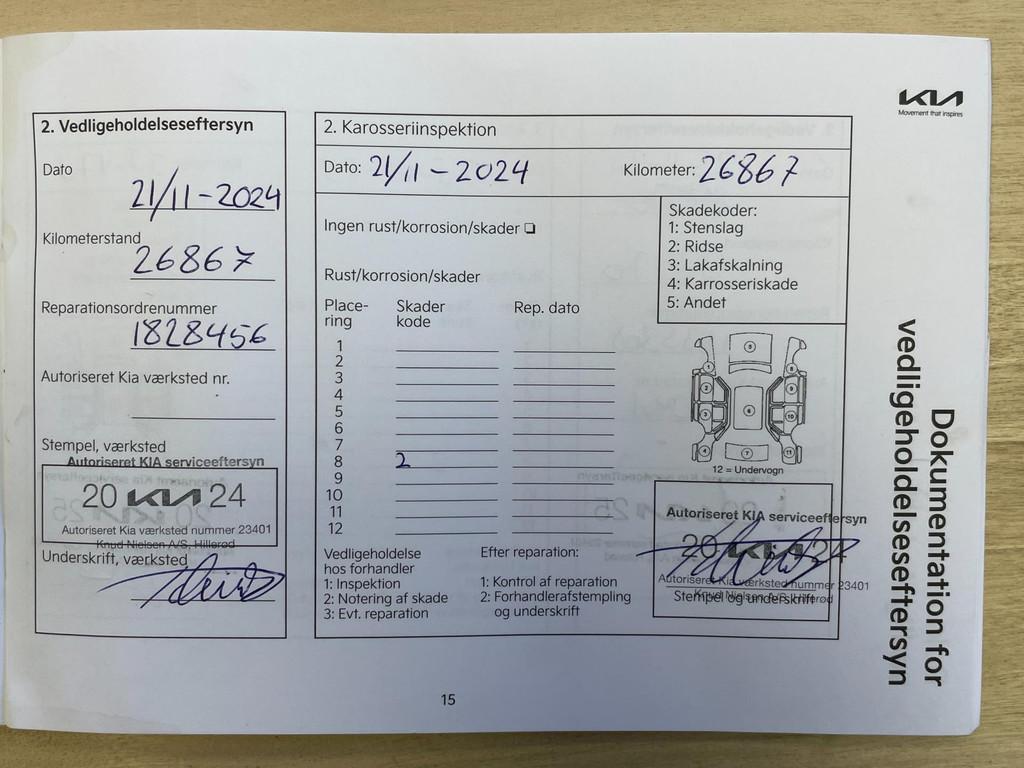 KIA
Movement that inspires
Dokumentation for
vedligeholdelseseftersyn
2. Vedligeholdelseseftersyn
Dato
21/11-2024
Kilometerstand
26867
Reparationsordrenummer
1828456
Autoriseret Kia værksted nr.
Stempel, værksted
Autoriseret KIA serviceeftersyn
20 KIA 24
Autoriseret Kia værksted nummer 23401
Knud Nielsen A/S, Hillerød
Underskrift, værksted
2. Karosseriinspektion
Dato: 21/11-2024 Kilometer: 26867
Ingen rust/korrosion/skader
Skadekoder:
1: Stenslag
2: Ridse
3: Lakafskalning
4: Karrosseriskade
5: Andet
Rust/korrosion/skader
Place-
ring
Skader
kode
Rep. dato
1
2
3
4
5
6
7
8 2
9
10
11
12
12 = Undervogn
Vedligeholdelse
hos forhandler
1: Inspektion
2: Notering af skade
3: Evt. reparation
Efter reparation:
1: Kontrol af reparation
2: Forhandlerafstempling
og underskrift
Autoriseret KIA serviceeftersyn
20 KIA 24
Autoriseret Kia værksted nummer 23401
Knud Nielsen A/S, Hillerød
Stempel og underskrift
15